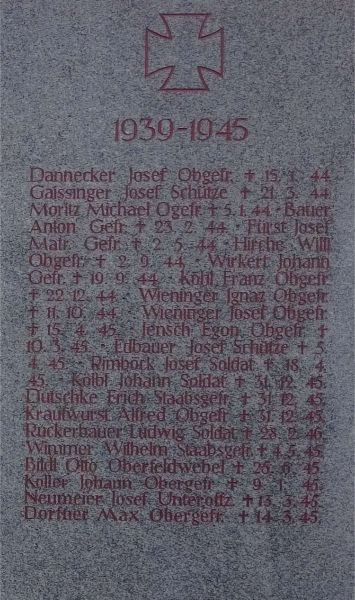 1939-1945
Dannecker Josef Obgefr. † 15. 1. 44
Gaissinger Josef Schütze † 21. 3. 44
Moritz Michael Ogefr. † 5. 1. 44 · Bauer
Anton Gefr. † 23. 2. 44 · Fürst Josef
Matr. Gefr. † 2. 5. 44 · Hirche Willi
Obgefr. † 2. 9. 44 · Wirkert Johann
Gefr. † 19. 9. 44 · Köhl Franz Obgefr
† 22. 12. 44 · Wieninger Ignaz Obgefr
† 11. 10. 44 · Wieninger Josef Obgefr
† 15. 4. 45 · Jensch Egon Obgefr. †
10. 3. 45 · Edbauer Josef Schütze † 5
4. 45 · Rimböck Josef Soldat † 18. 4.
45. · Kölbl Johann Soldat † 31. 12. 45
Dutschke Erich Staabsgefr. † 31. 12. 45
Krautwurst Alfred Obgefr † 31. 12. 45
Ruckerbauer Ludwig Soldat † 28. 2. 46
Wimmer Wilhelm Staabsgefr. † 4. 5. 45
Bildl Otto Oberfeldwebel † 26. 6. 45
Koller Johann Obergefr † 9. 1. 45.
Neumeier Josef Unteroffz. † 13. 3. 45
Dorfner Max Obergefr. † 14. 3. 45.